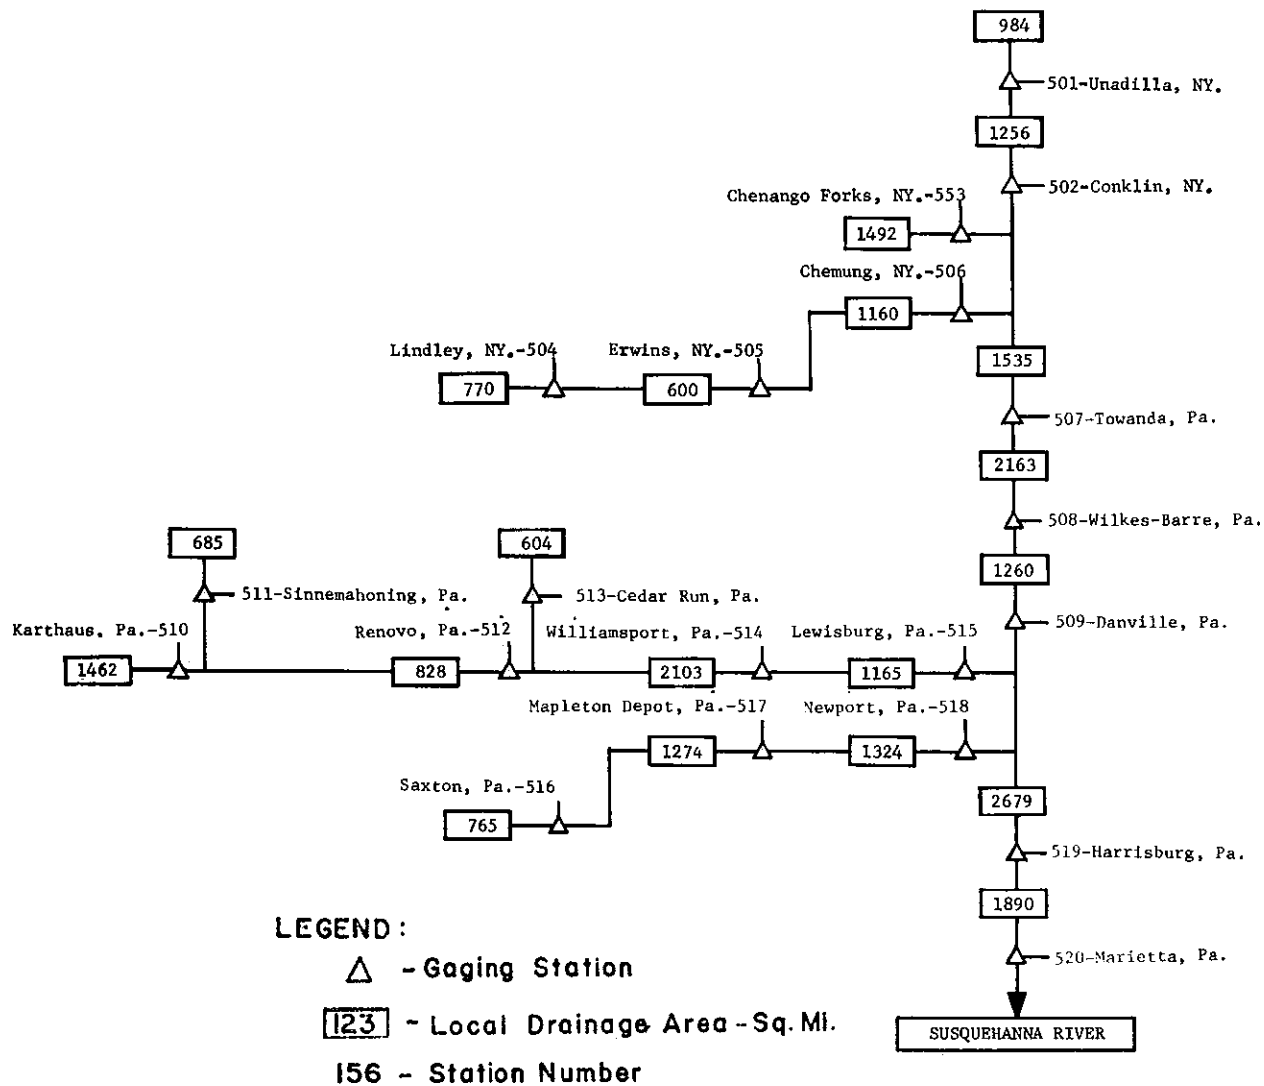 984
501-Unadilla, NY.
1256
502-Conklin, NY.
Chenango Forks, NY.-553
1492
Chemung, NY.-506
1160
1535
Lindley, NY.-504
Erwins, NY.-505
770
600
507-Towanda, Pa.
2163
508-Wilkes-Barre, Pa.
685
604
1260
511-Sinnemahoning, Pa.
513-Cedar Run, Pa.
509-Danville, Pa.
Karthaus, Pa.-510
Renovo, Pa.-512
Williamsport, Pa.-514
Lewisburg, Pa.-515
1462
828
2103
1165
Mapleton Depot, Pa.-517
Newport, Pa.-518
1274
1324
Saxton, Pa.-516
765
2679
519-Harrisburg, Pa.
1890
520-Marietta, Pa.
SUSQUEHANNA RIVER
LEGEND:
- Gaging Station
123 - Local Drainage Area - Sq. Mi.
156 - Station Number